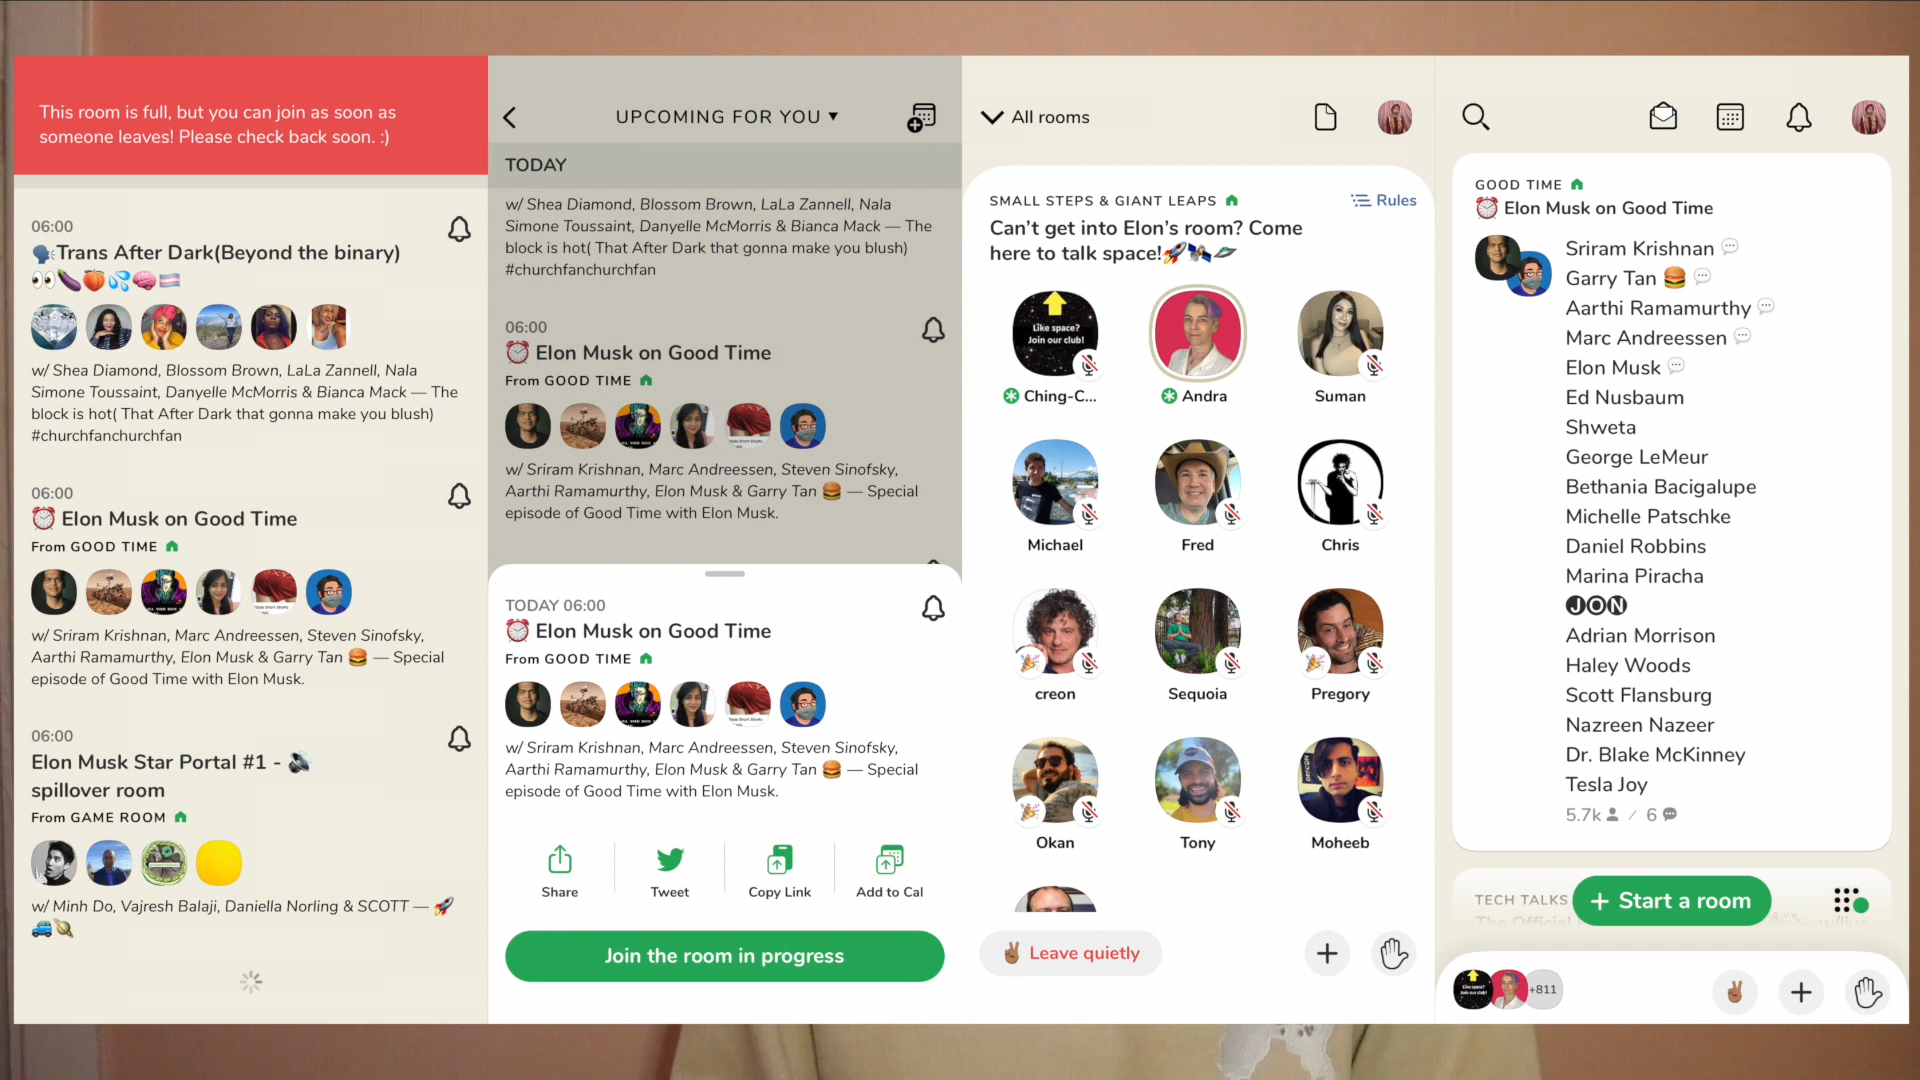 This room is full, but you can join as soon as
someone leaves! Please check back soon. :)
06:00
🗣️Trans After Dark(Beyond the binary)
👀🍆🍑💦🧠🏳️‍⚧️
w/ Shea Diamond, Blossom Brown, LaLa Zannell, Nala
Simone Toussaint, Danyelle McMorris & Bianca Mack — The
block is hot( That After Dark that gonna make you blush)
#churchfanchurchfan
06:00
⏰ Elon Musk on Good Time
From GOOD TIME
w/ Sriram Krishnan, Marc Andreessen, Steven Sinofsky,
Aarthi Ramamurthy, Elon Musk & Garry Tan 🍔 — Special
episode of Good Time with Elon Musk.
06:00
Elon Musk Star Portal #1 - 🔊
spillover room
From GAME ROOM
w/ Minh Do, Vajresh Balaji, Daniella Norling & SCOTT — 🚀
🚙🪐
UPCOMING FOR YOU ▼
TODAY
w/ Shea Diamond, Blossom Brown, LaLa Zannell, Nala
Simone Toussaint, Danyelle McMorris & Bianca Mack — The
block is hot( That After Dark that gonna make you blush)
#churchfanchurchfan
06:00
⏰ Elon Musk on Good Time
From GOOD TIME
w/ Sriram Krishnan, Marc Andreessen, Steven Sinofsky,
Aarthi Ramamurthy, Elon Musk & Garry Tan 🍔 — Special
episode of Good Time with Elon Musk.
TODAY 06:00
⏰ Elon Musk on Good Time
From GOOD TIME
w/ Sriram Krishnan, Marc Andreessen, Steven Sinofsky,
Aarthi Ramamurthy, Elon Musk & Garry Tan 🍔 — Special
episode of Good Time with Elon Musk.
Share
Tweet
Copy Link
Add to Cal
Join the room in progress
All rooms
SMALL STEPS & GIANT LEAPS
Rules
Can’t get into Elon’s room? Come
here to talk space!🚀🛰️🛸
Like space?
Join our club!
Ching-C...
Andra
Suman
Michael
Fred
Chris
creon
Sequoia
Pregory
Okan
Tony
Moheeb
✌🏽 Leave quietly
GOOD TIME
⏰ Elon Musk on Good Time
Sriram Krishnan
Garry Tan 🍔
Aarthi Ramamurthy
Marc Andreessen
Elon Musk
Ed Nusbaum
Shweta
George LeMeur
Bethania Bacigalupe
Michelle Patschke
Daniel Robbins
Marina Piracha
🅙🅞🅝
Adrian Morrison
Haley Woods
Scott Flansburg
Nazreen Nazeer
Dr. Blake McKinney
Tesla Joy
5.7k / 6
TECH TALKS
The Official
+ Start a room
Like space?
Join our club!
+811